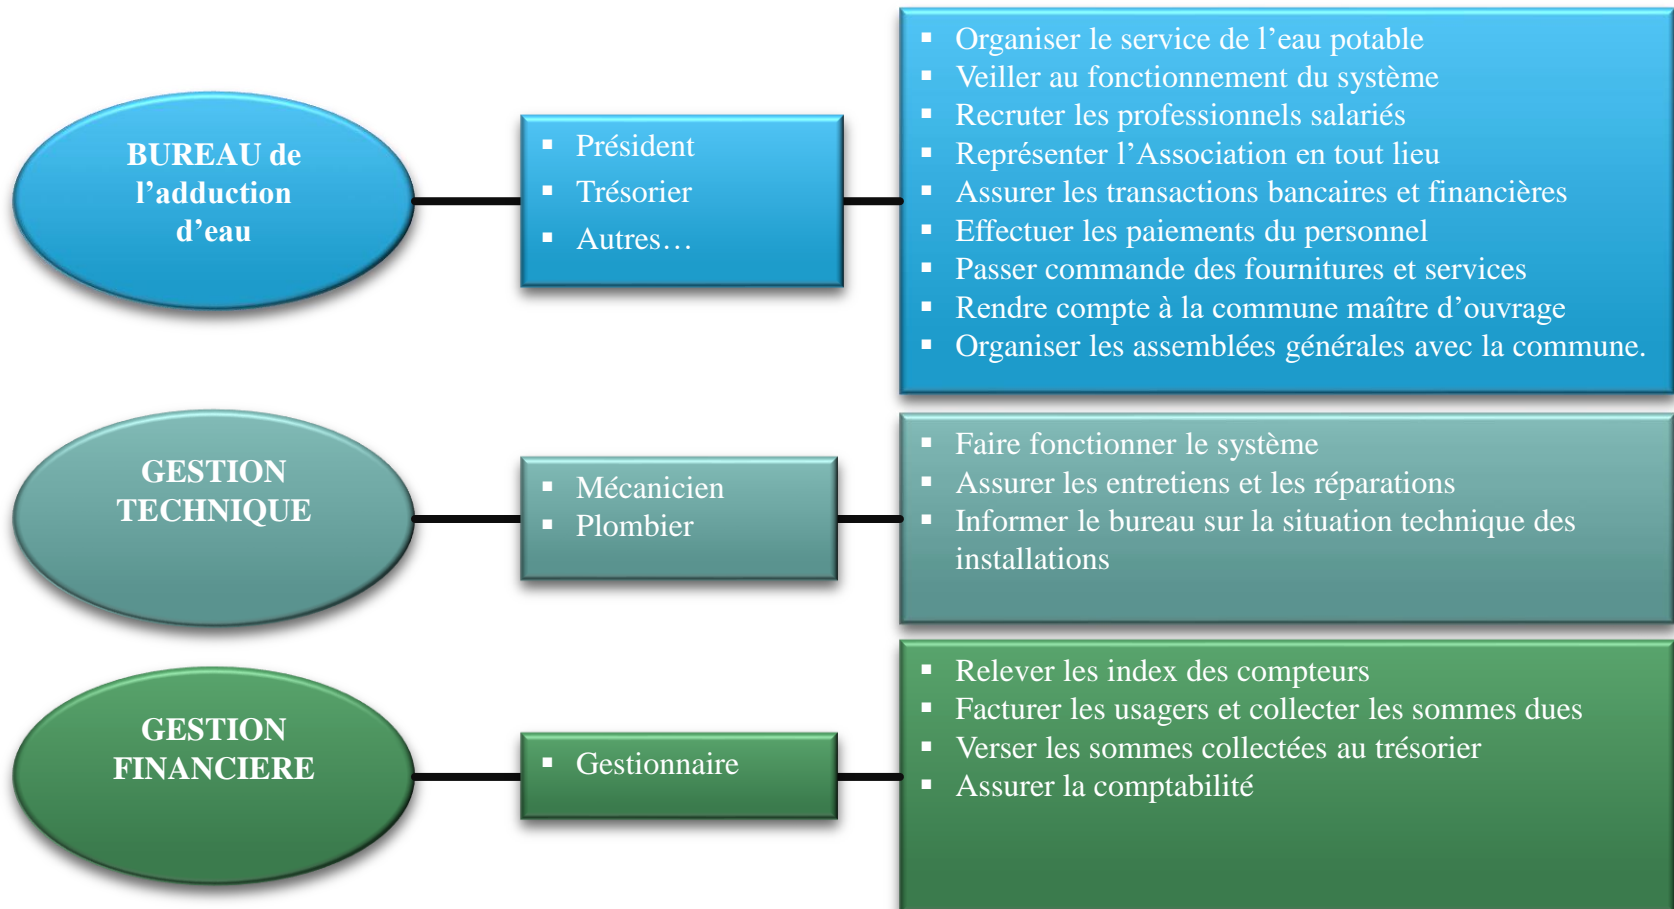 BUREAU de
l’adduction
d’eau
▪ Président
▪ Trésorier
▪ Autres…
▪ Organiser le service de l’eau potable
▪ Veiller au fonctionnement du système
▪ Recruter les professionnels salariés
▪ Représenter l’Association en tout lieu
▪ Assurer les transactions bancaires et financières
▪ Effectuer les paiements du personnel
▪ Passer commande des fournitures et services
▪ Rendre compte à la commune maître d’ouvrage
▪ Organiser les assemblées générales avec la commune.
GESTION
TECHNIQUE
▪ Mécanicien
▪ Plombier
▪ Faire fonctionner le système
▪ Assurer les entretiens et les réparations
▪ Informer le bureau sur la situation technique des
installations
GESTION
FINANCIERE
▪ Gestionnaire
▪ Relever les index des compteurs
▪ Facturer les usagers et collecter les sommes dues
▪ Verser les sommes collectées au trésorier
▪ Assurer la comptabilité